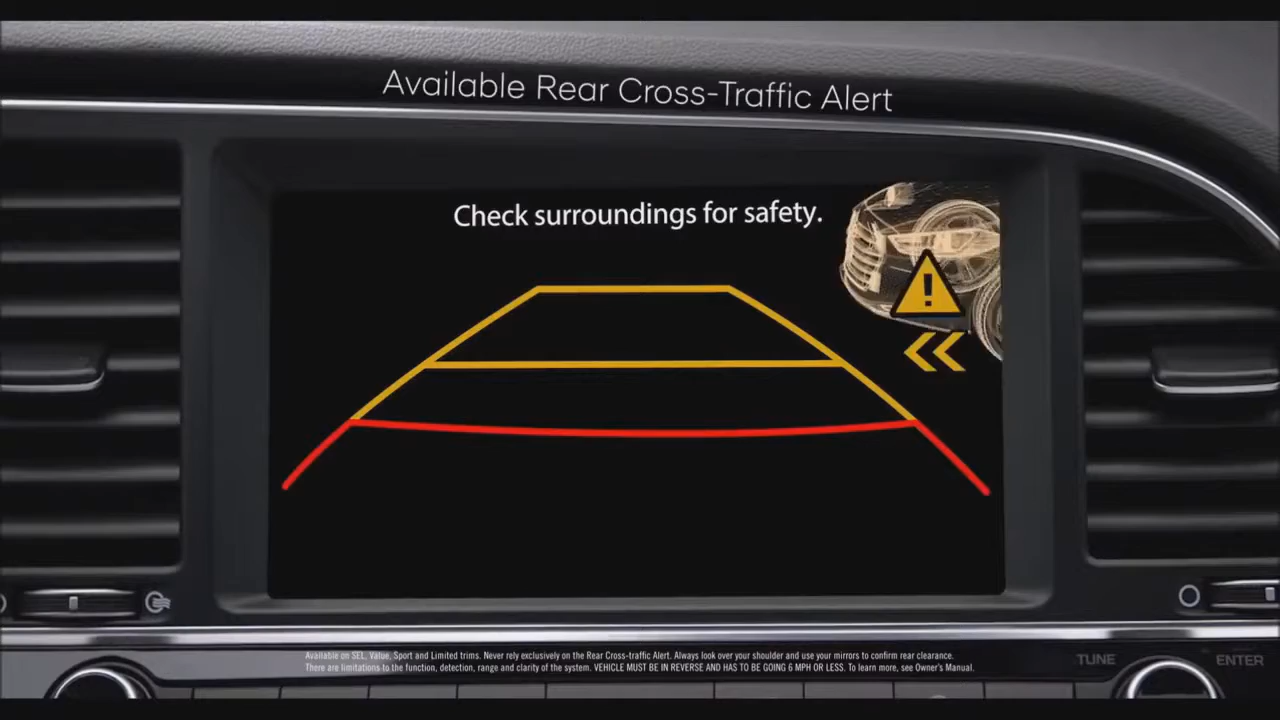 Available Rear Cross-Traffic Alert
Check surroundings for safety.
Available on SEL, Value, Sport and Limited trims. Never rely exclusively on the Rear Cross-traffic Alert. Always look over your shoulder and use your mirrors to confirm rear clearance.
There are limitations to the function, detection, range and clarity of the system. VEHICLE MUST BE IN REVERSE AND HAS TO BE GOING 6 MPH OR LESS. To learn more, see Owner's Manual.
TUNE
ENTER